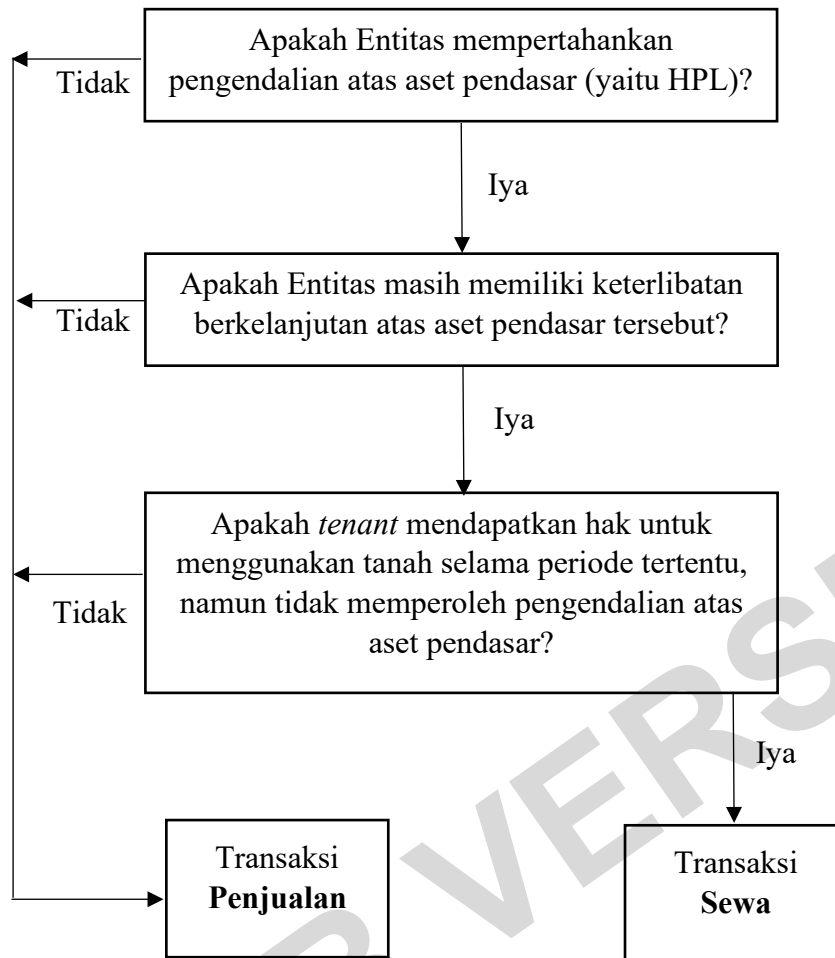 Apakah Entitas mempertahankan
pengendalian atas aset pendasar (yaitu HPL)?
Tidak
Iya
Apakah Entitas masih memiliki keterlibatan
berkelanjutan atas aset pendasar tersebut?
Tidak
Iya
Apakah tenant mendapatkan hak untuk
menggunakan tanah selama periode tertentu,
namun tidak memperoleh pengendalian atas
aset pendasar?
Tidak
Iya
Transaksi
Penjualan
Transaksi
Sewa